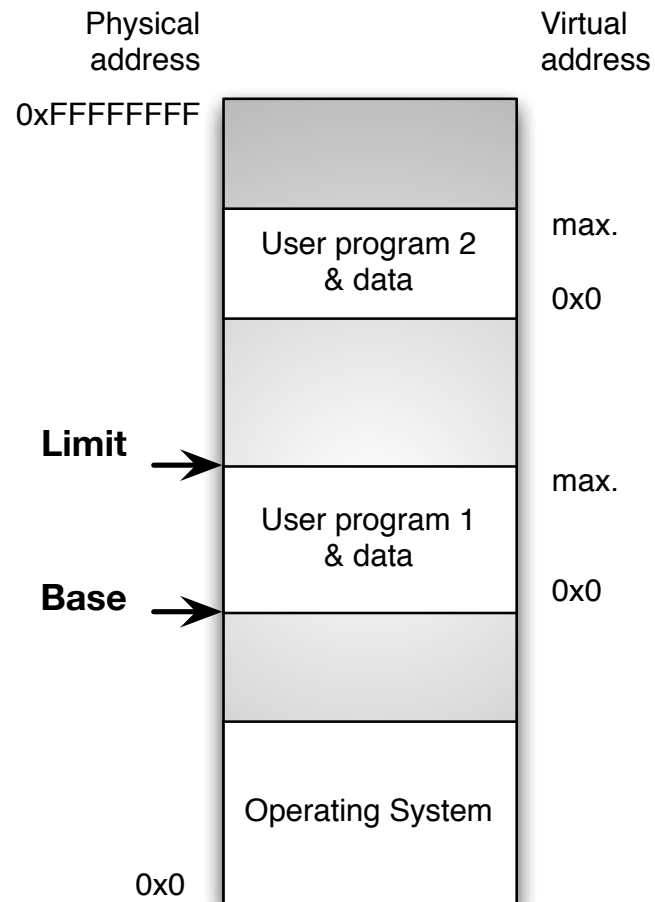 Physical
address
Virtual
address
0xFFFFFFFF
User program 2
& data
max.
0x0
Limit
User program 1
& data
max.
0x0
Base
Operating System
0x0